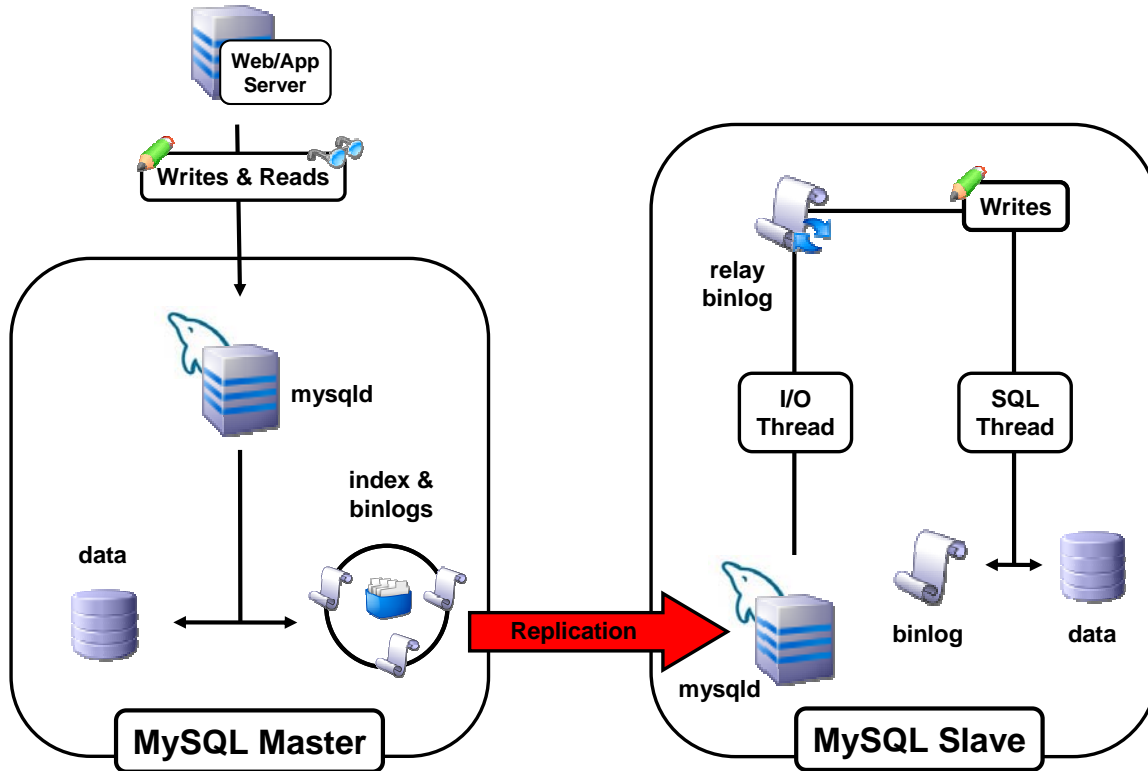 Web/App
Server
Writes & Reads
mysqld
index &
binlogs
data
MySQL Master
Replication
relay
binlog
Writes
I/O
Thread
SQL
Thread
mysqld
binlog
data
MySQL Slave